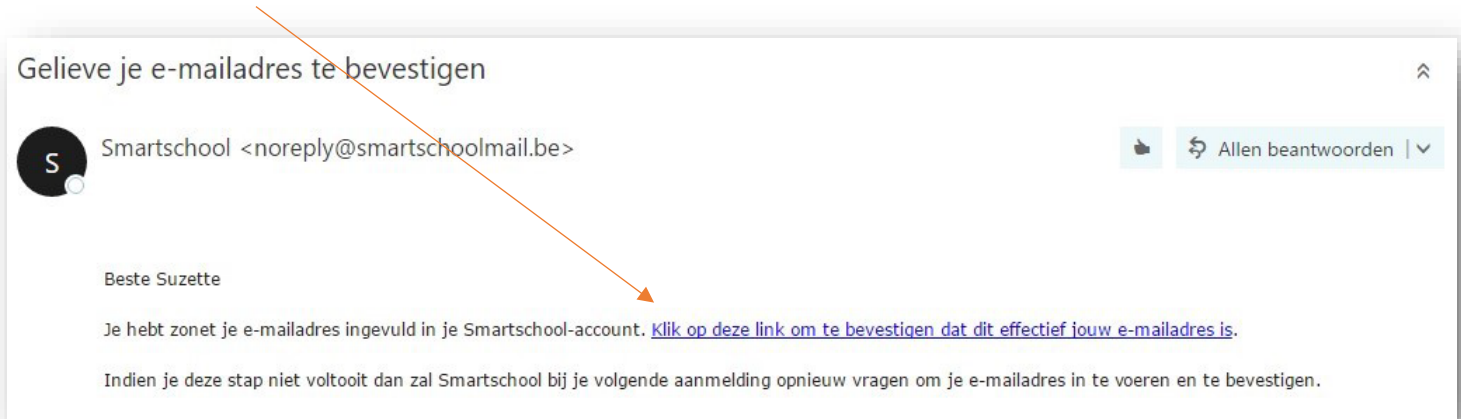 Gelieve je e-mailadres te bevestigen
S
Smartschool <noreply@smartschoolmail.be>
Allen beantwoorden
Beste Suzette
Je hebt zonet je e-mailadres ingevuld in je Smartschool-account. Klik op deze link om te bevestigen dat dit effectief jouw e-mailadres is.
Indien je deze stap niet voltooit dan zal Smartschool bij je volgende aanmelding opnieuw vragen om je e-mailadres in te voeren en te bevestigen.